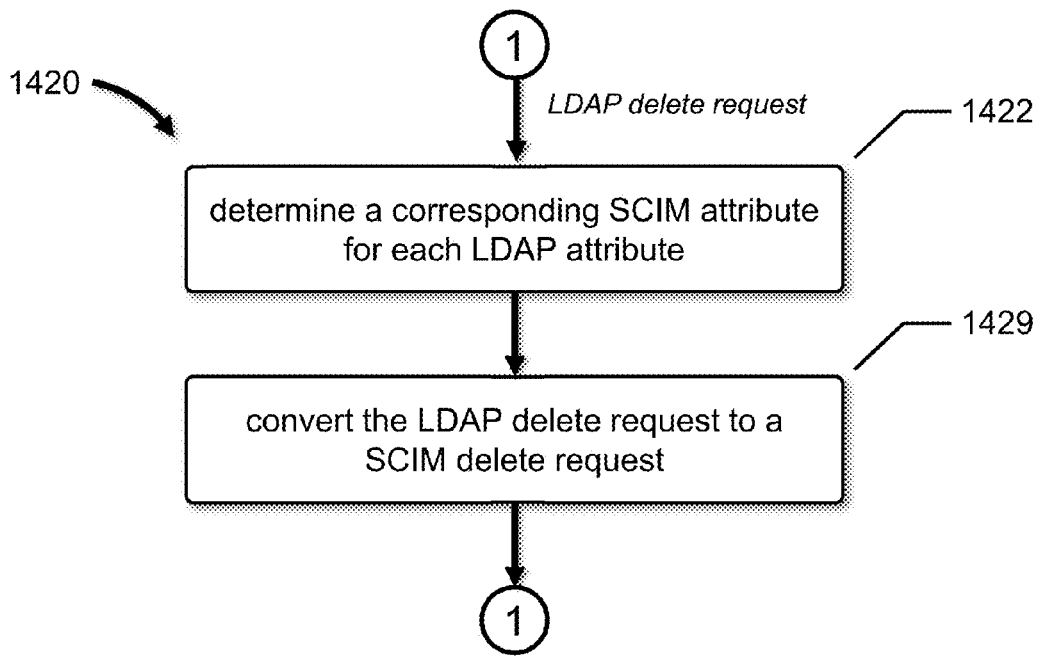 1
1420
LDAP delete request
1422
determine a corresponding SCIM attribute
for each LDAP attribute
1429
convert the LDAP delete request to a
SCIM delete request
1